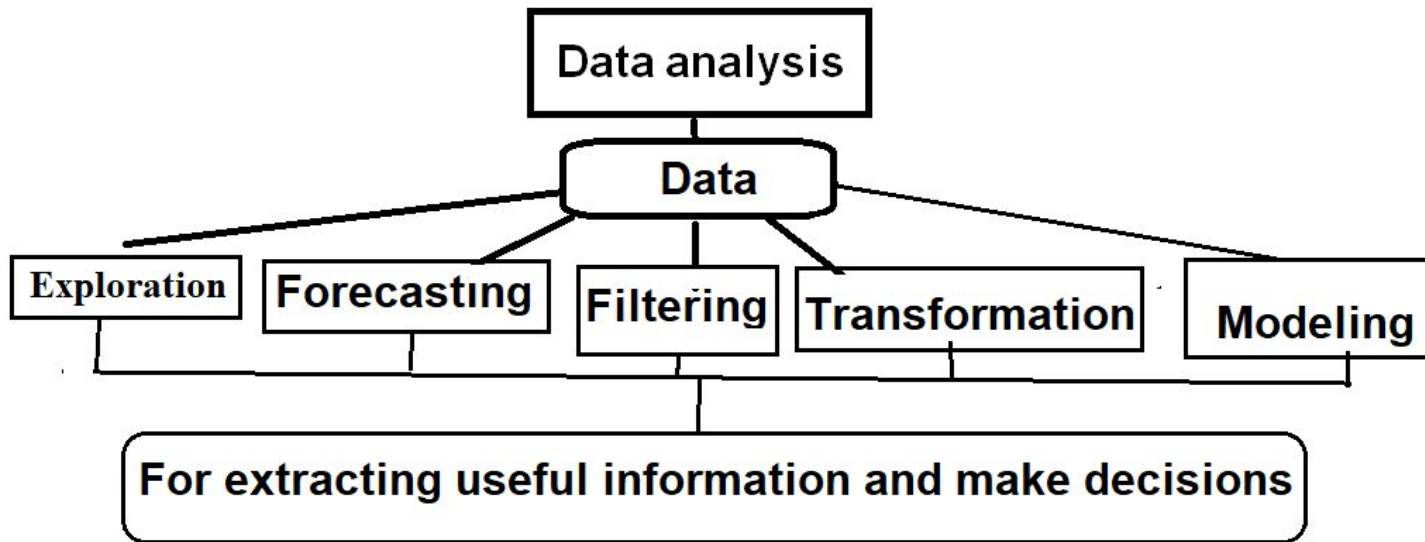 Data analysis
Data
Exploration
Forecasting
Filtering
Transformation
Modeling
For extracting useful information and make decisions